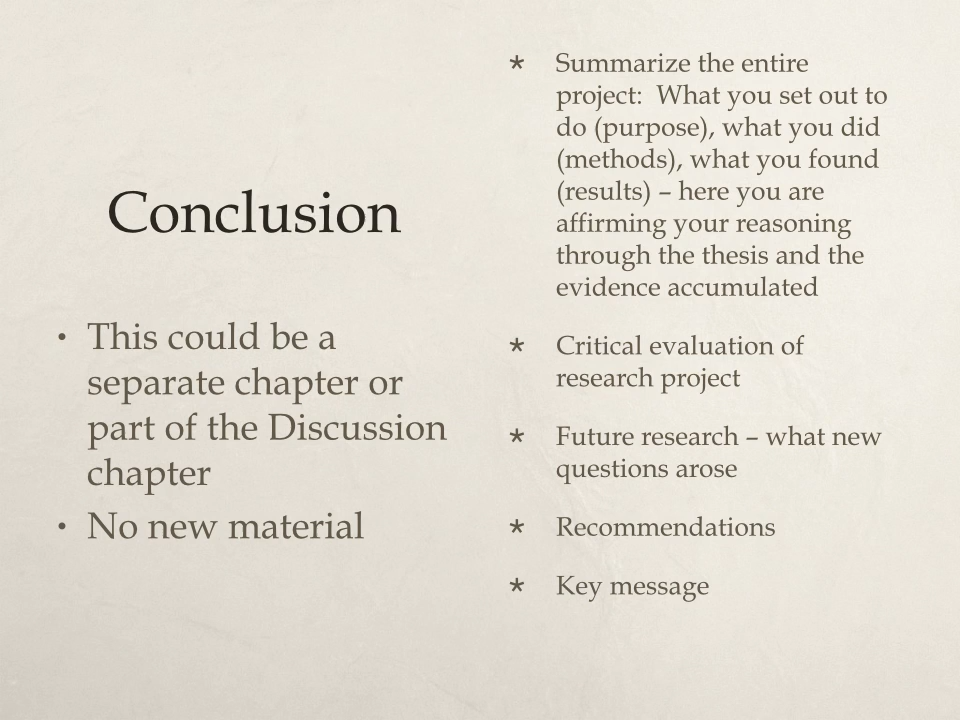 Conclusion
• This could be a
separate chapter or
part of the Discussion
chapter
• No new material
* Summarize the entire
project:  What you set out to
do (purpose), what you did
(methods), what you found
(results) – here you are
affirming your reasoning
through the thesis and the
evidence accumulated
* Critical evaluation of
research project
* Future research – what new
questions arose
* Recommendations
* Key message